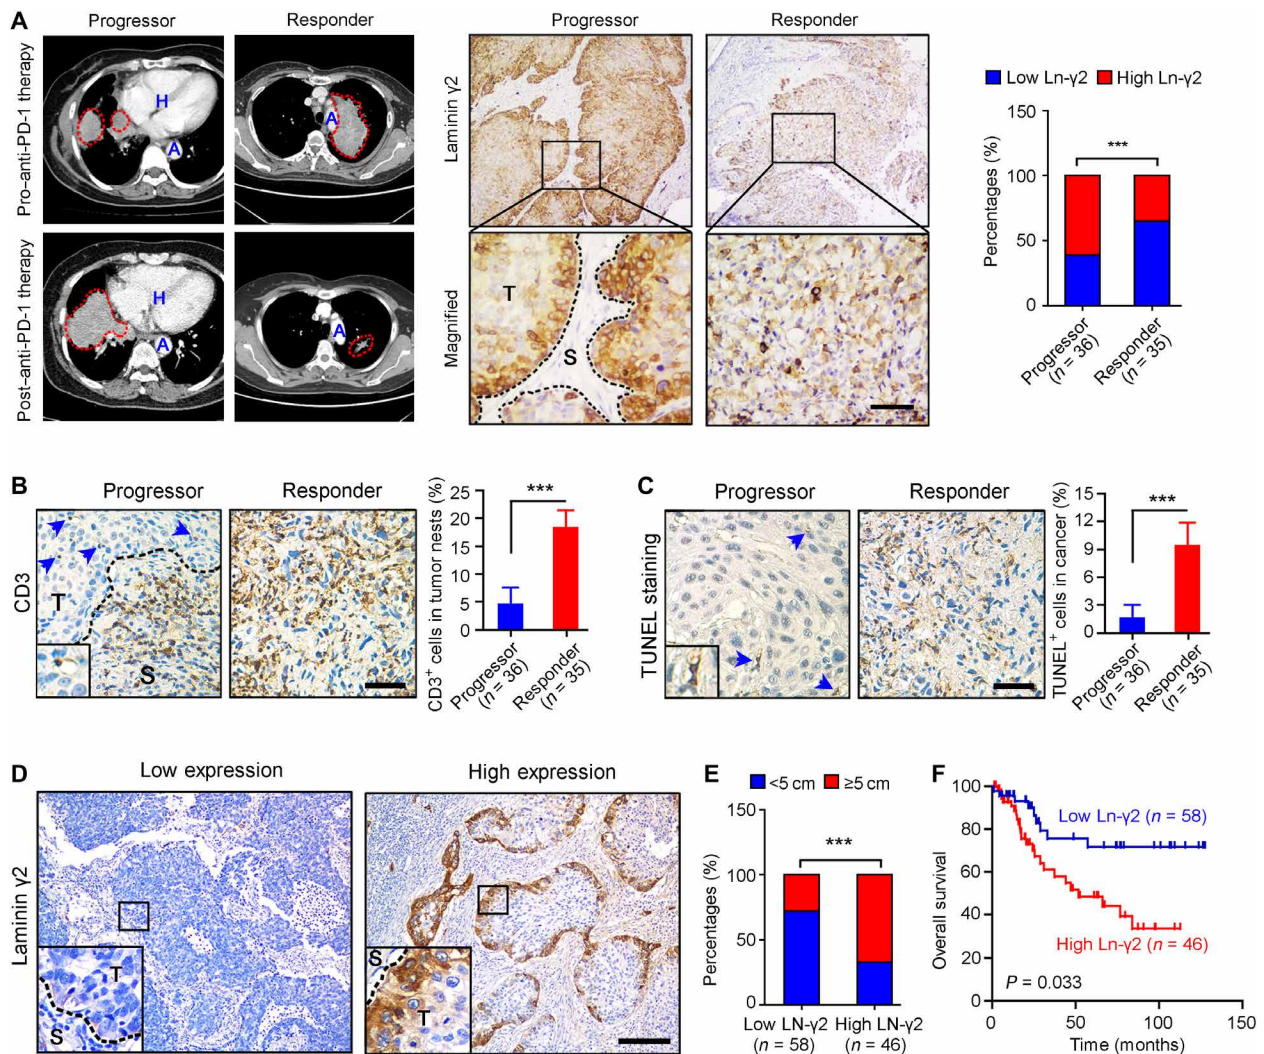 A
Progressor
Responder
Pro-anti-PD-1 therapy
H
A
A
Post-anti-PD-1 therapy
H
A
A
Progressor
Responder
Laminin γ2
Magnified
T
S
Low Ln-γ2
High Ln-γ2
Percentages (%)
150
100
50
0
***
Progressor
(n = 36)
Responder
(n = 35)
B
Progressor
Responder
CD3
T
S
CD3+ cells in tumor nests (%)
25
20
15
10
5
0
***
Progressor
(n = 36)
Responder
(n = 35)
C
Progressor
Responder
TUNEL staining
TUNEL+ cells in cancer (%)
15
12
9
6
3
0
***
Progressor
(n = 36)
Responder
(n = 35)
D
Low expression
High expression
Laminin γ2
T
S
S
T
E
<5 cm
≥5 cm
Percentages (%)
150
100
50
0
***
Low LN-γ2
(n = 58)
High LN-γ2
(n = 46)
F
Overall survival
100
80
60
40
20
0
Low Ln-γ2 (n = 58)
High Ln-γ2 (n = 46)
P = 0.033
0
50
100
150
Time (months)